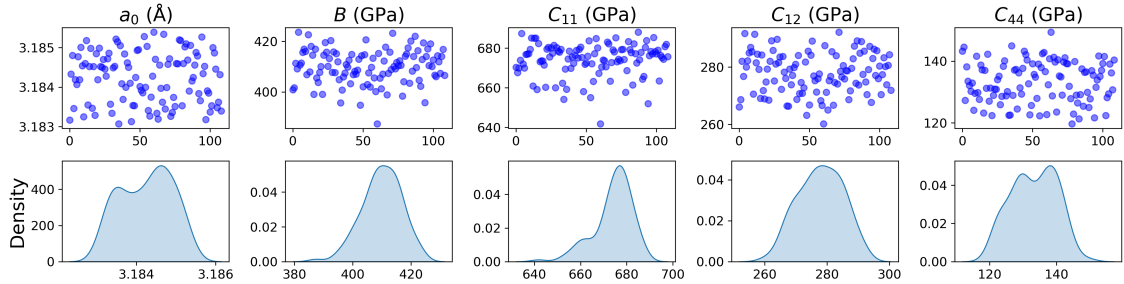 a₀ (Å) B (GPa) C₁₁ (GPa) C₁₂ (GPa) C₄₄ (GPa)
3.185 420 680 280 140
3.184 400 660
3.183 640 260 120
0 50 100 0 50 100 0 50 100 0 50 100 0 50 100
Density
400 0.04 0.04 0.04 0.04
200 0.02 0.02 0.02 0.02
0 0.00 0.00 0.00 0.00
3.184 3.186 380 400 420 640 660 680 700 260 280 300 120 140